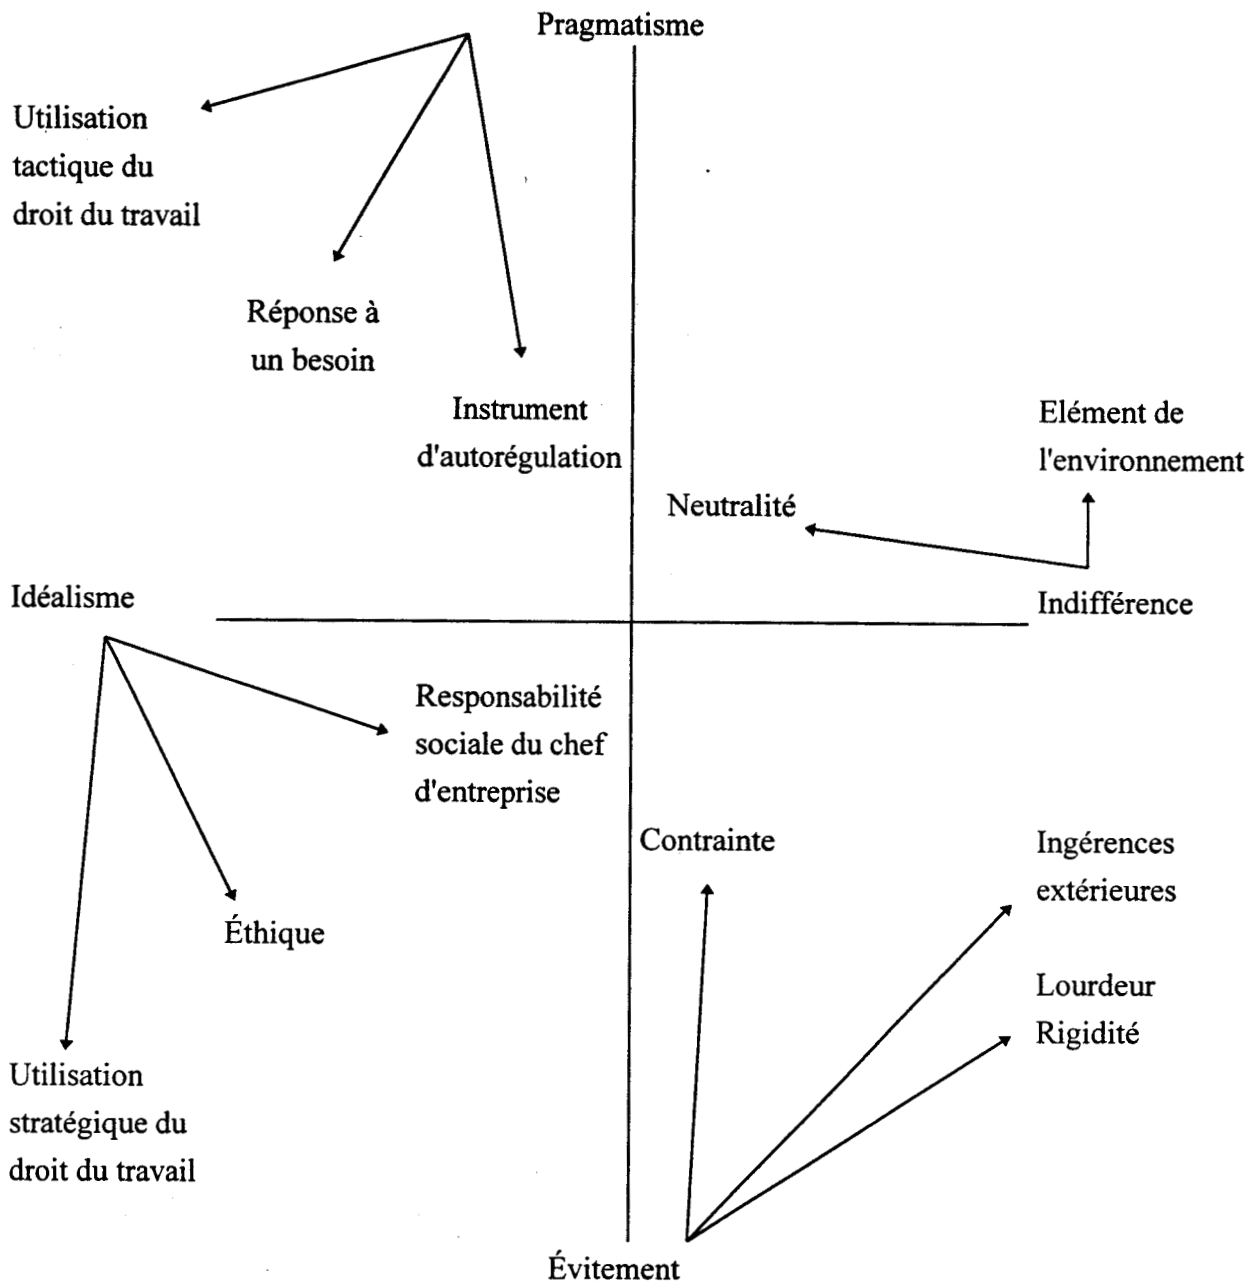 Pragmatisme
Utilisation
tactique du
droit du travail
Réponse à
un besoin
Instrument
d'autorégulation
Elément de
l'environnement
Neutralité
Idéalisme
Indifférence
Responsabilité
sociale du chef
d'entreprise
Contrainte
Ingérences
extérieures
Éthique
Lourdeur
Rigidité
Utilisation
stratégique du
droit du travail
Évitement